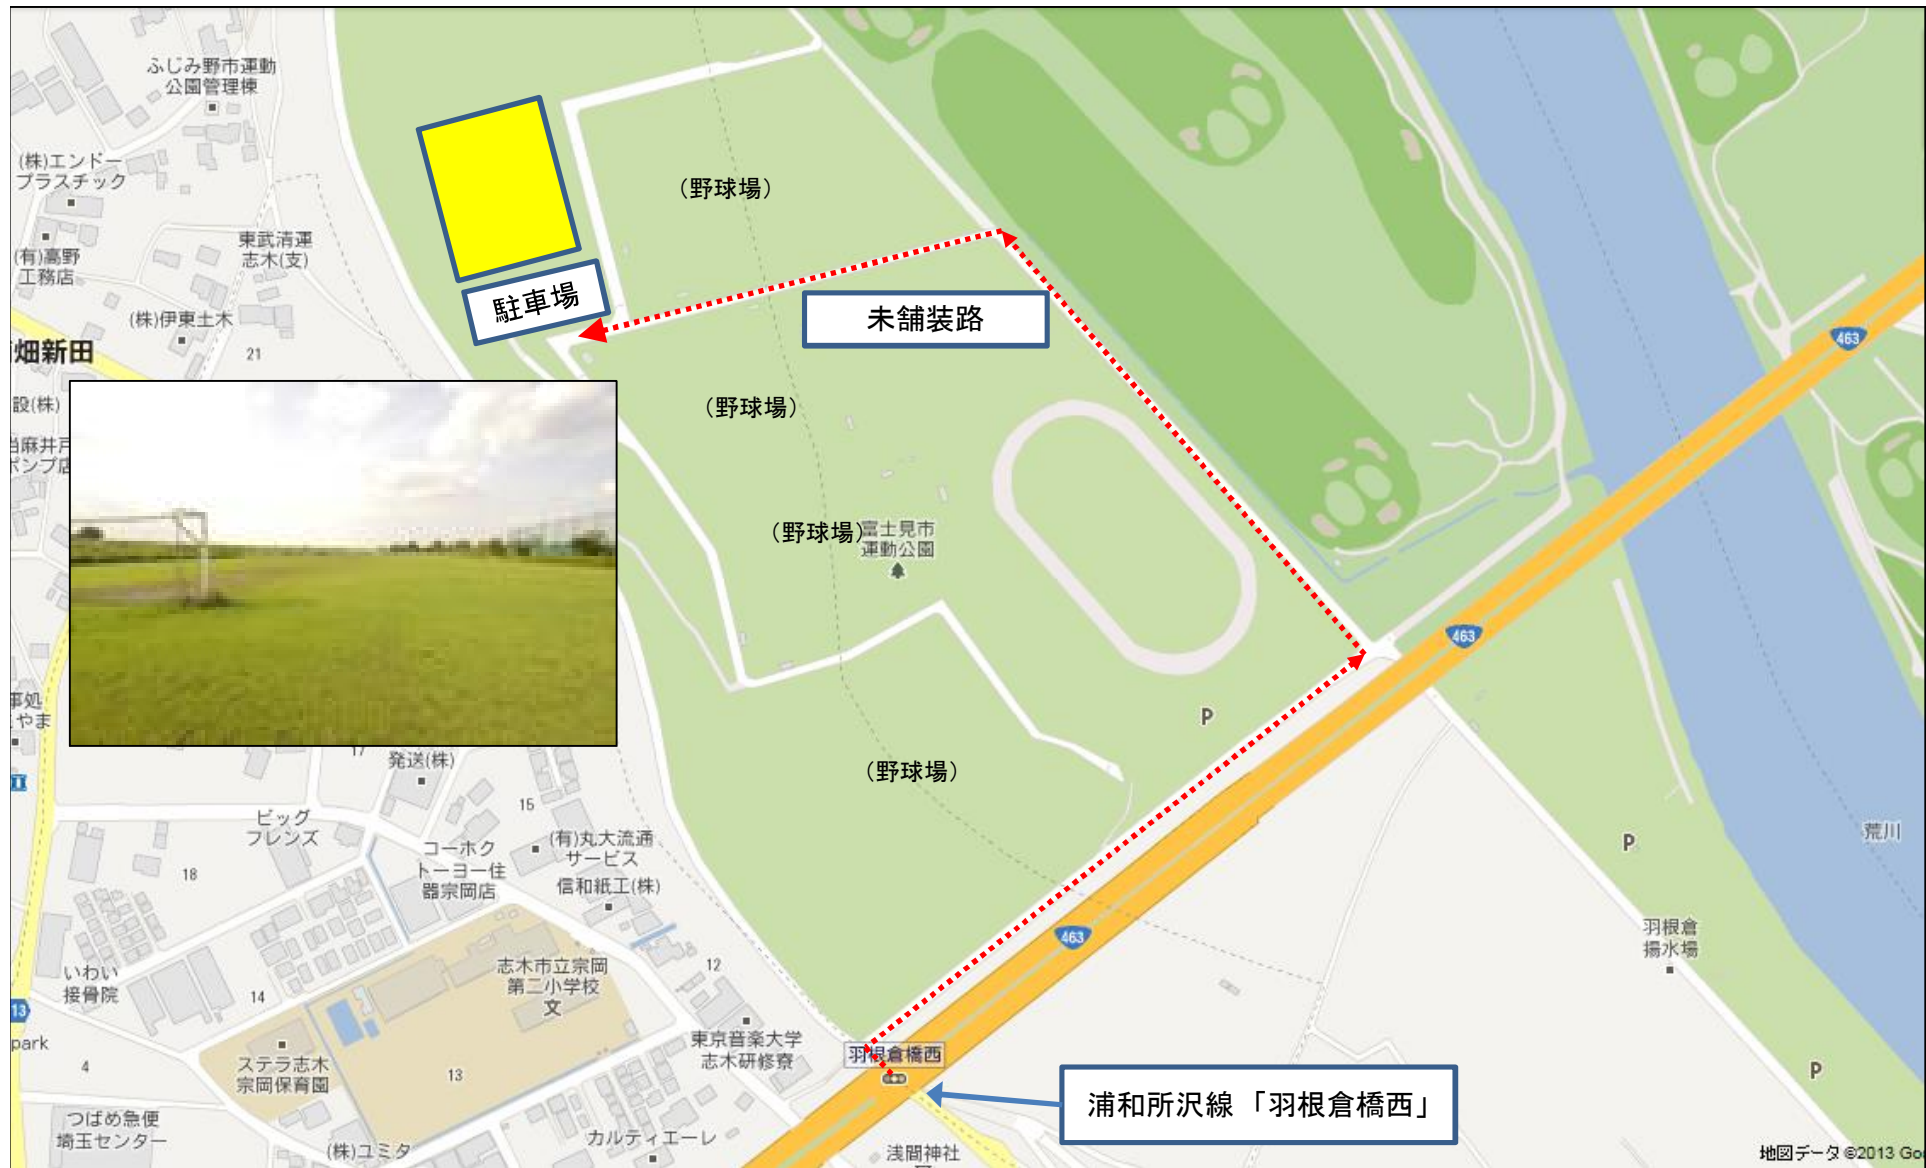 ふじみ野市運動
公園管理棟
(株)エンドー
プラスチック
(有)高野
工務店
東武清運
志木(支)
(株)伊東土木
21
畑新田
設(株)
当麻井戸
ポンプ店
駐車場
(野球場)
未舗装路
(野球場)
(野球場)
富士見市
運動公園
(野球場)
463
463
463
P
P
P
荒川
羽根倉
揚水場
事処
やま
17
発送(株)
ビッグ
フレンズ
15
(有)丸大流通
サービス
コーホク
トーヨー住
器宗岡店
信和紙工(株)
18
いわい
接骨院
14
志木市立宗岡
第二小学校
文
12
東京音楽大学
志木研修寮
13
park
4
ステラ志木
宗岡保育園
13
羽根倉橋西
浦和所沢線「羽根倉橋西」
つばめ急便
埼玉センター
(株)ユミタ
カルティエーレ
浅間神社
地図データ ©2013 Go